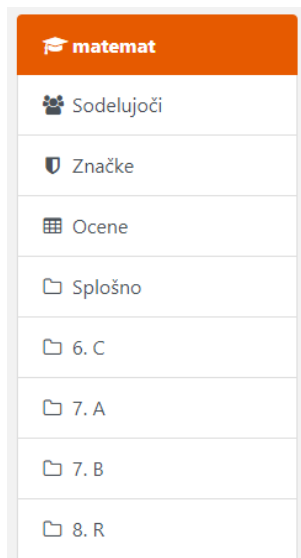 matemat
Sodelujoči
Značke
Ocene
Splošno
6. C
7. A
7. B
8. R